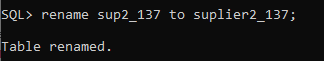 SQL> rename sup2_137 to suplier2_137;
Table renamed.